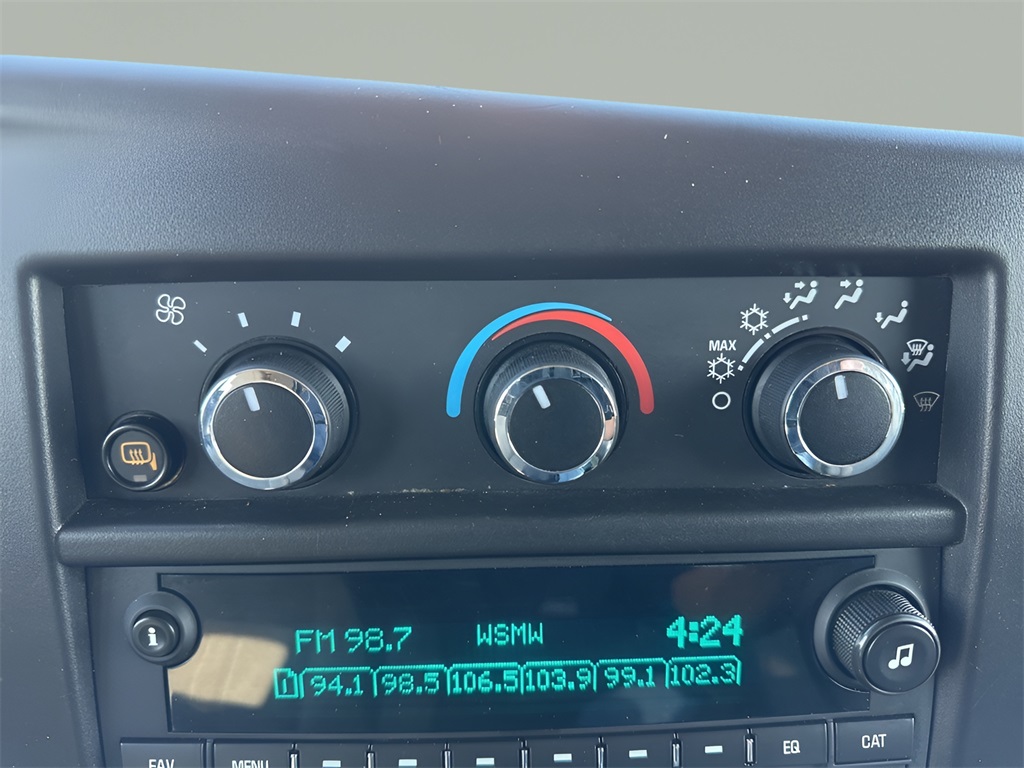 MAX
FM 98.7 WSMW 4:24
1 94.1 98.5 106.5 103.9 99.1 102.3
i
FAV MENU EQ CAT